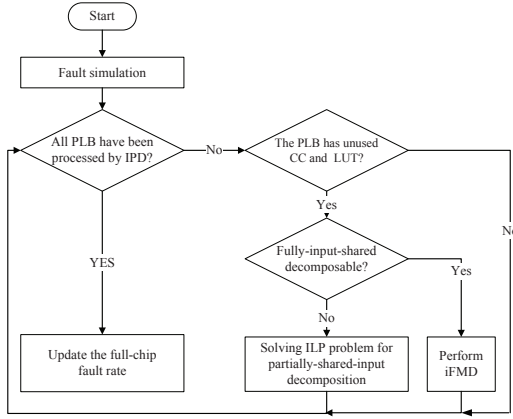 Start
Fault simulation
All PLB have been
processed by IPD?
No
The PLB has unused
CC and LUT?
Yes
No
Fully-input-shared
decomposable?
YES
Yes
No
Update the full-chip
fault rate
Solving ILP problem for
partially-shared-input
decomposition
Perform
iFMD